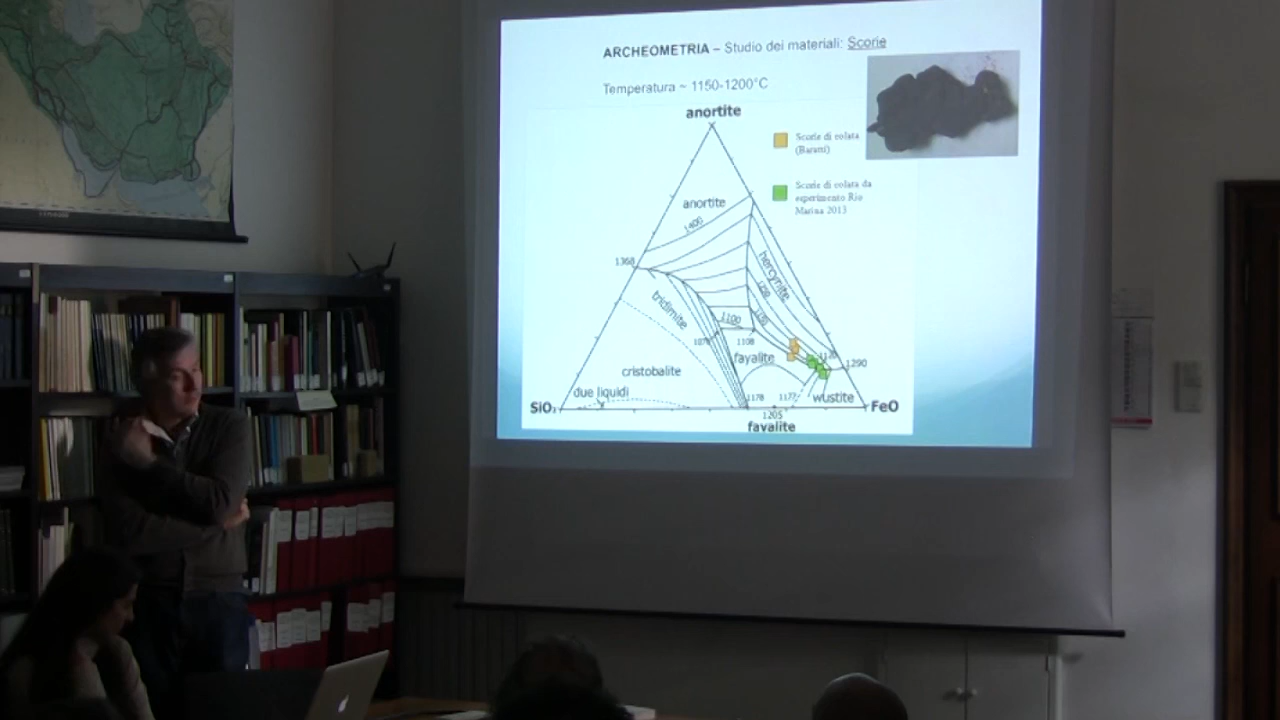 ARCHEOMETRIA – Studio dei materiali: Scorie
Temperatura ~ 1150-1200°C
anortite
Scorie di colata
(Baratti)
Scorie di colata da
esperimento Rio
Marina 2013
anortite
1400
1368
hercynite
tridimite
1100
1108
fayalite
1290
cristobalite
due liquidi
1178
1177
wustite
SiO₂
FeO
1205
fayalite